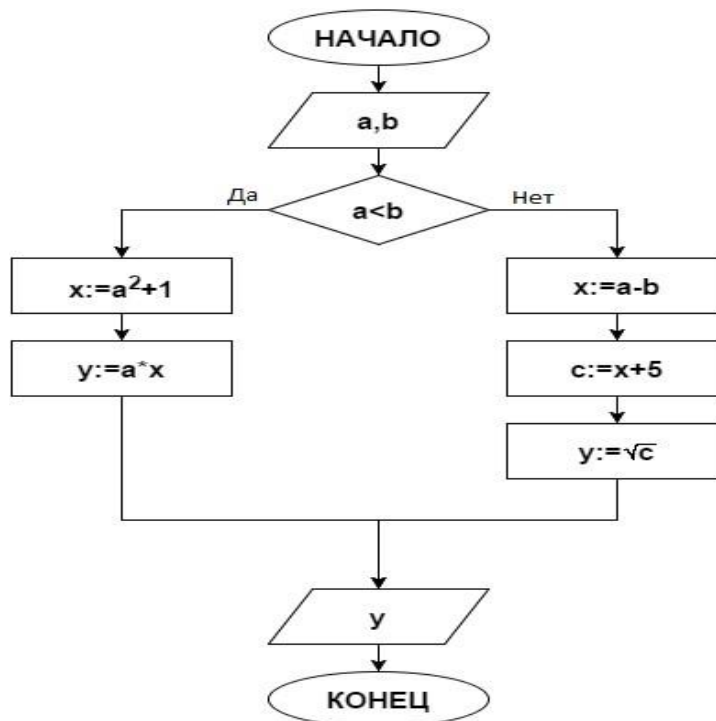 НАЧАЛО
a,b
a<b
Да
Нет
x:=a²+1
y:=a*x
x:=a-b
c:=x+5
y:=√c
y
КОНЕЦ